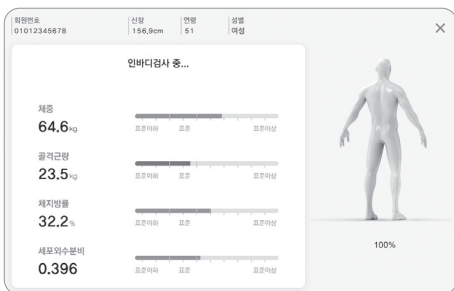 회원번호 신장 연령 성별
01012345678 156,9cm 51 여성
인바디검사 중...
체중
64.6kg
표준이하 표준 표준이상
골격근량
23.5kg
표준이하 표준 표준이상
체지방률
32.2%
표준이하 표준 표준이상
세포외수분비
0.396
표준이하 표준 표준이상
100%